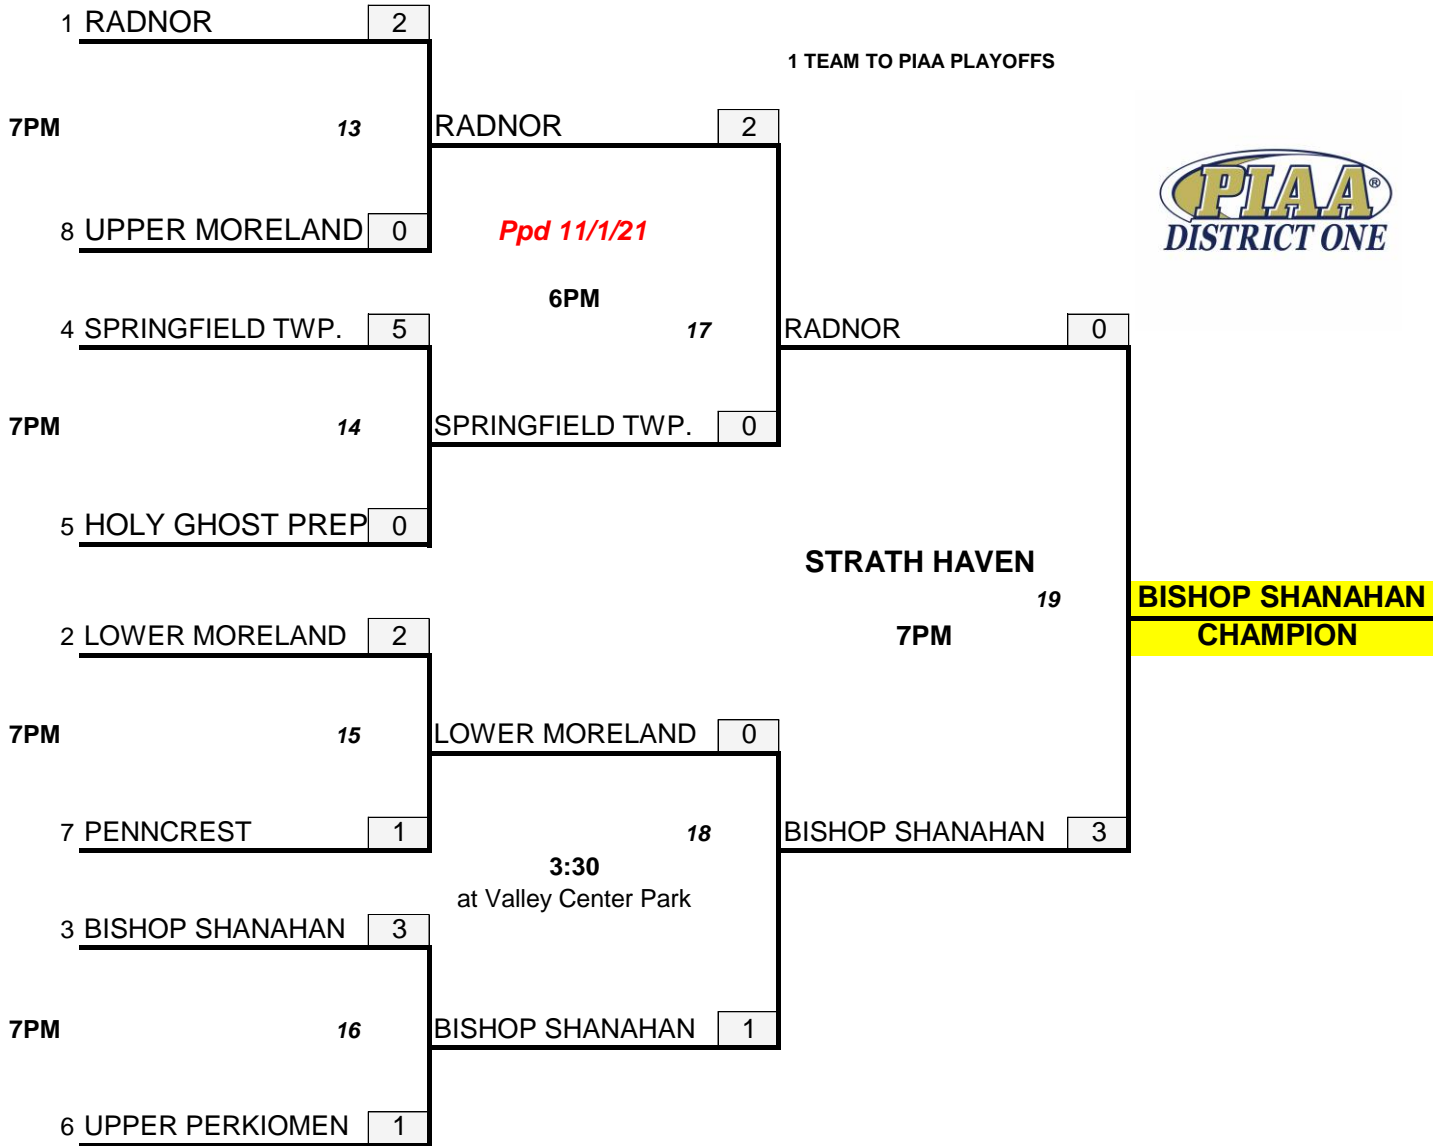 1 RADNOR 2
1 TEAM TO PIAA PLAYOFFS
7PM 13 RADNOR 2
PIAA®
DISTRICT ONE
8 UPPER MORELAND 0 Ppd 11/1/21
6PM
4 SPRINGFIELD TWP. 5 17 RADNOR 0
7PM 14 SPRINGFIELD TWP. 0
5 HOLY GHOST PREP 0
STRATH HAVEN
19 BISHOP SHANAHAN
2 LOWER MORELAND 2 7PM CHAMPION
7PM 15 LOWER MORELAND 0
7 PENNCREST 1 18 BISHOP SHANAHAN 3
3:30
at Valley Center Park
3 BISHOP SHANAHAN 3
7PM 16 BISHOP SHANAHAN 1
6 UPPER PERKIOMEN 1